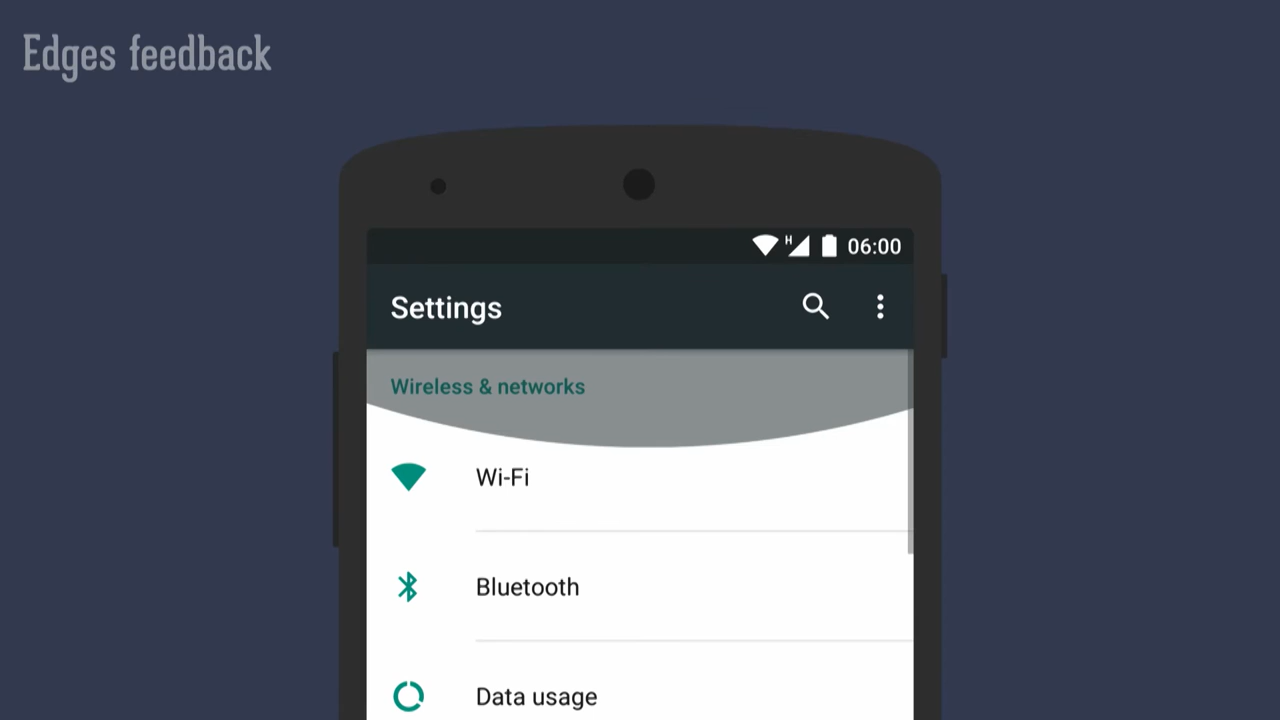 Edges feedback
H
06:00
Settings
Wireless & networks
Wi-Fi
Bluetooth
Data usage